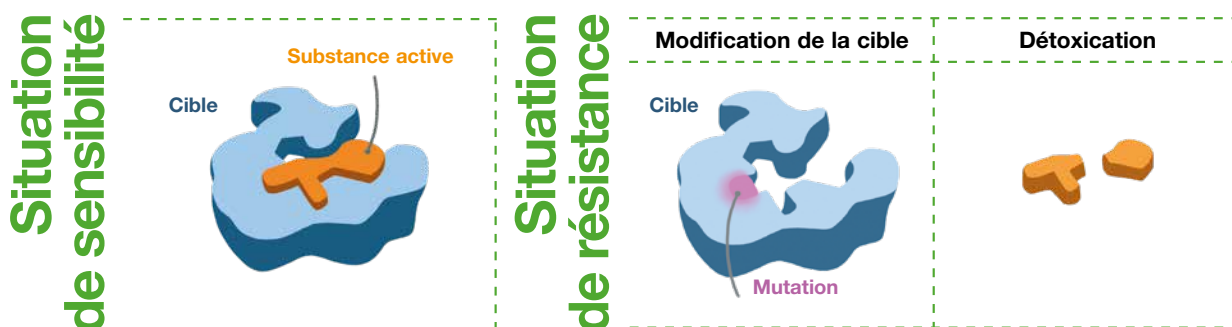 Situation
de sensibilité
Substance active
Cible
Situation
de résistance
Modification de la cible
Détoxication
Cible
Mutation